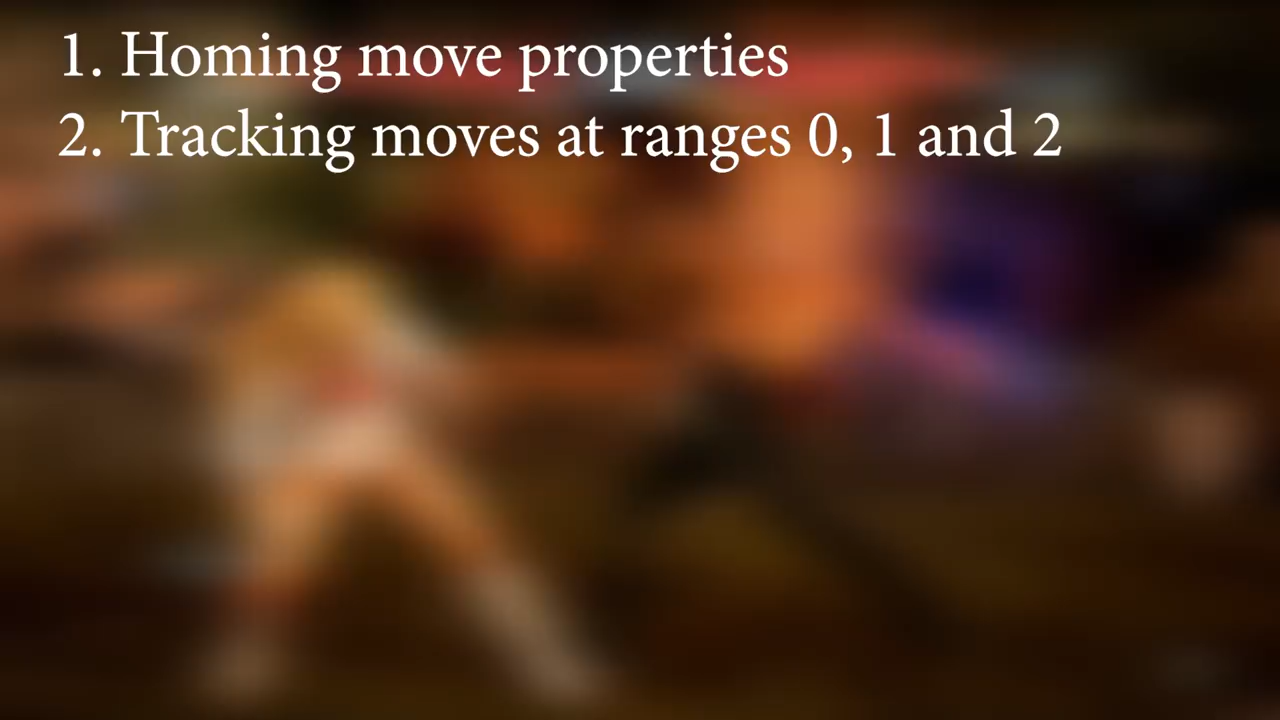 1. Homing move properties
2. Tracking moves at ranges 0, 1 and 2